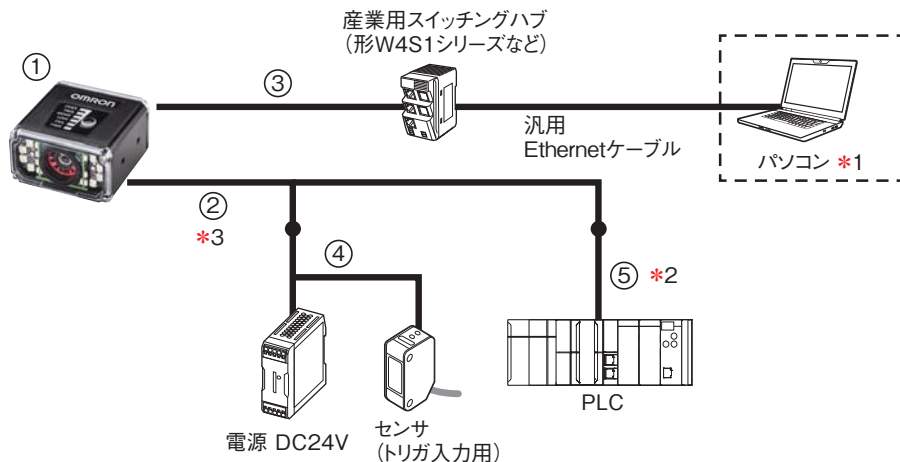 産業用スイッチングハブ
（形W4S1シリーズなど）
①
OMRON
③
汎用
Ethernetケーブル
パソコン *1
②
*3
④
⑤ *2
電源 DC24V
センサ
（トリガ入力用）
PLC